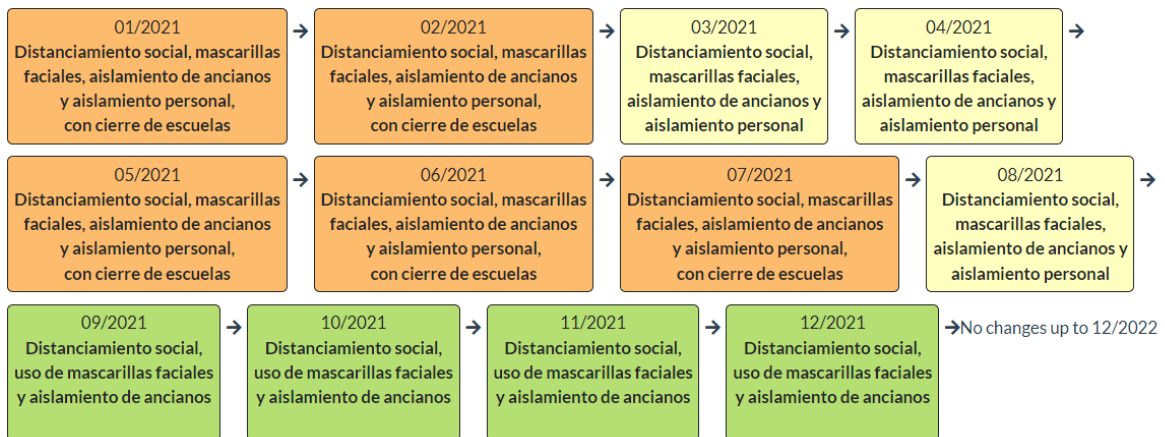 01/2021
Distanciamiento social, mascarillas
faciales, aislamiento de ancianos
y aislamiento personal,
con cierre de escuelas
02/2021
Distanciamiento social, mascarillas
faciales, aislamiento de ancianos
y aislamiento personal,
con cierre de escuelas
03/2021
Distanciamiento social,
mascarillas faciales,
aislamiento de ancianos y
aislamiento personal
04/2021
Distanciamiento social,
mascarillas faciales,
aislamiento de ancianos y
aislamiento personal
05/2021
Distanciamiento social, mascarillas
faciales, aislamiento de ancianos
y aislamiento personal,
con cierre de escuelas
06/2021
Distanciamiento social, mascarillas
faciales, aislamiento de ancianos
y aislamiento personal,
con cierre de escuelas
07/2021
Distanciamiento social, mascarillas
faciales, aislamiento de ancianos
y aislamiento personal,
con cierre de escuelas
08/2021
Distanciamiento social,
mascarillas faciales,
aislamiento de ancianos y
aislamiento personal
09/2021
Distanciamiento social,
uso de mascarillas faciales
y aislamiento de ancianos
10/2021
Distanciamiento social,
uso de mascarillas faciales
y aislamiento de ancianos
11/2021
Distanciamiento social,
uso de mascarillas faciales
y aislamiento de ancianos
12/2021
Distanciamiento social,
uso de mascarillas faciales
y aislamiento de ancianos
No changes up to 12/2022